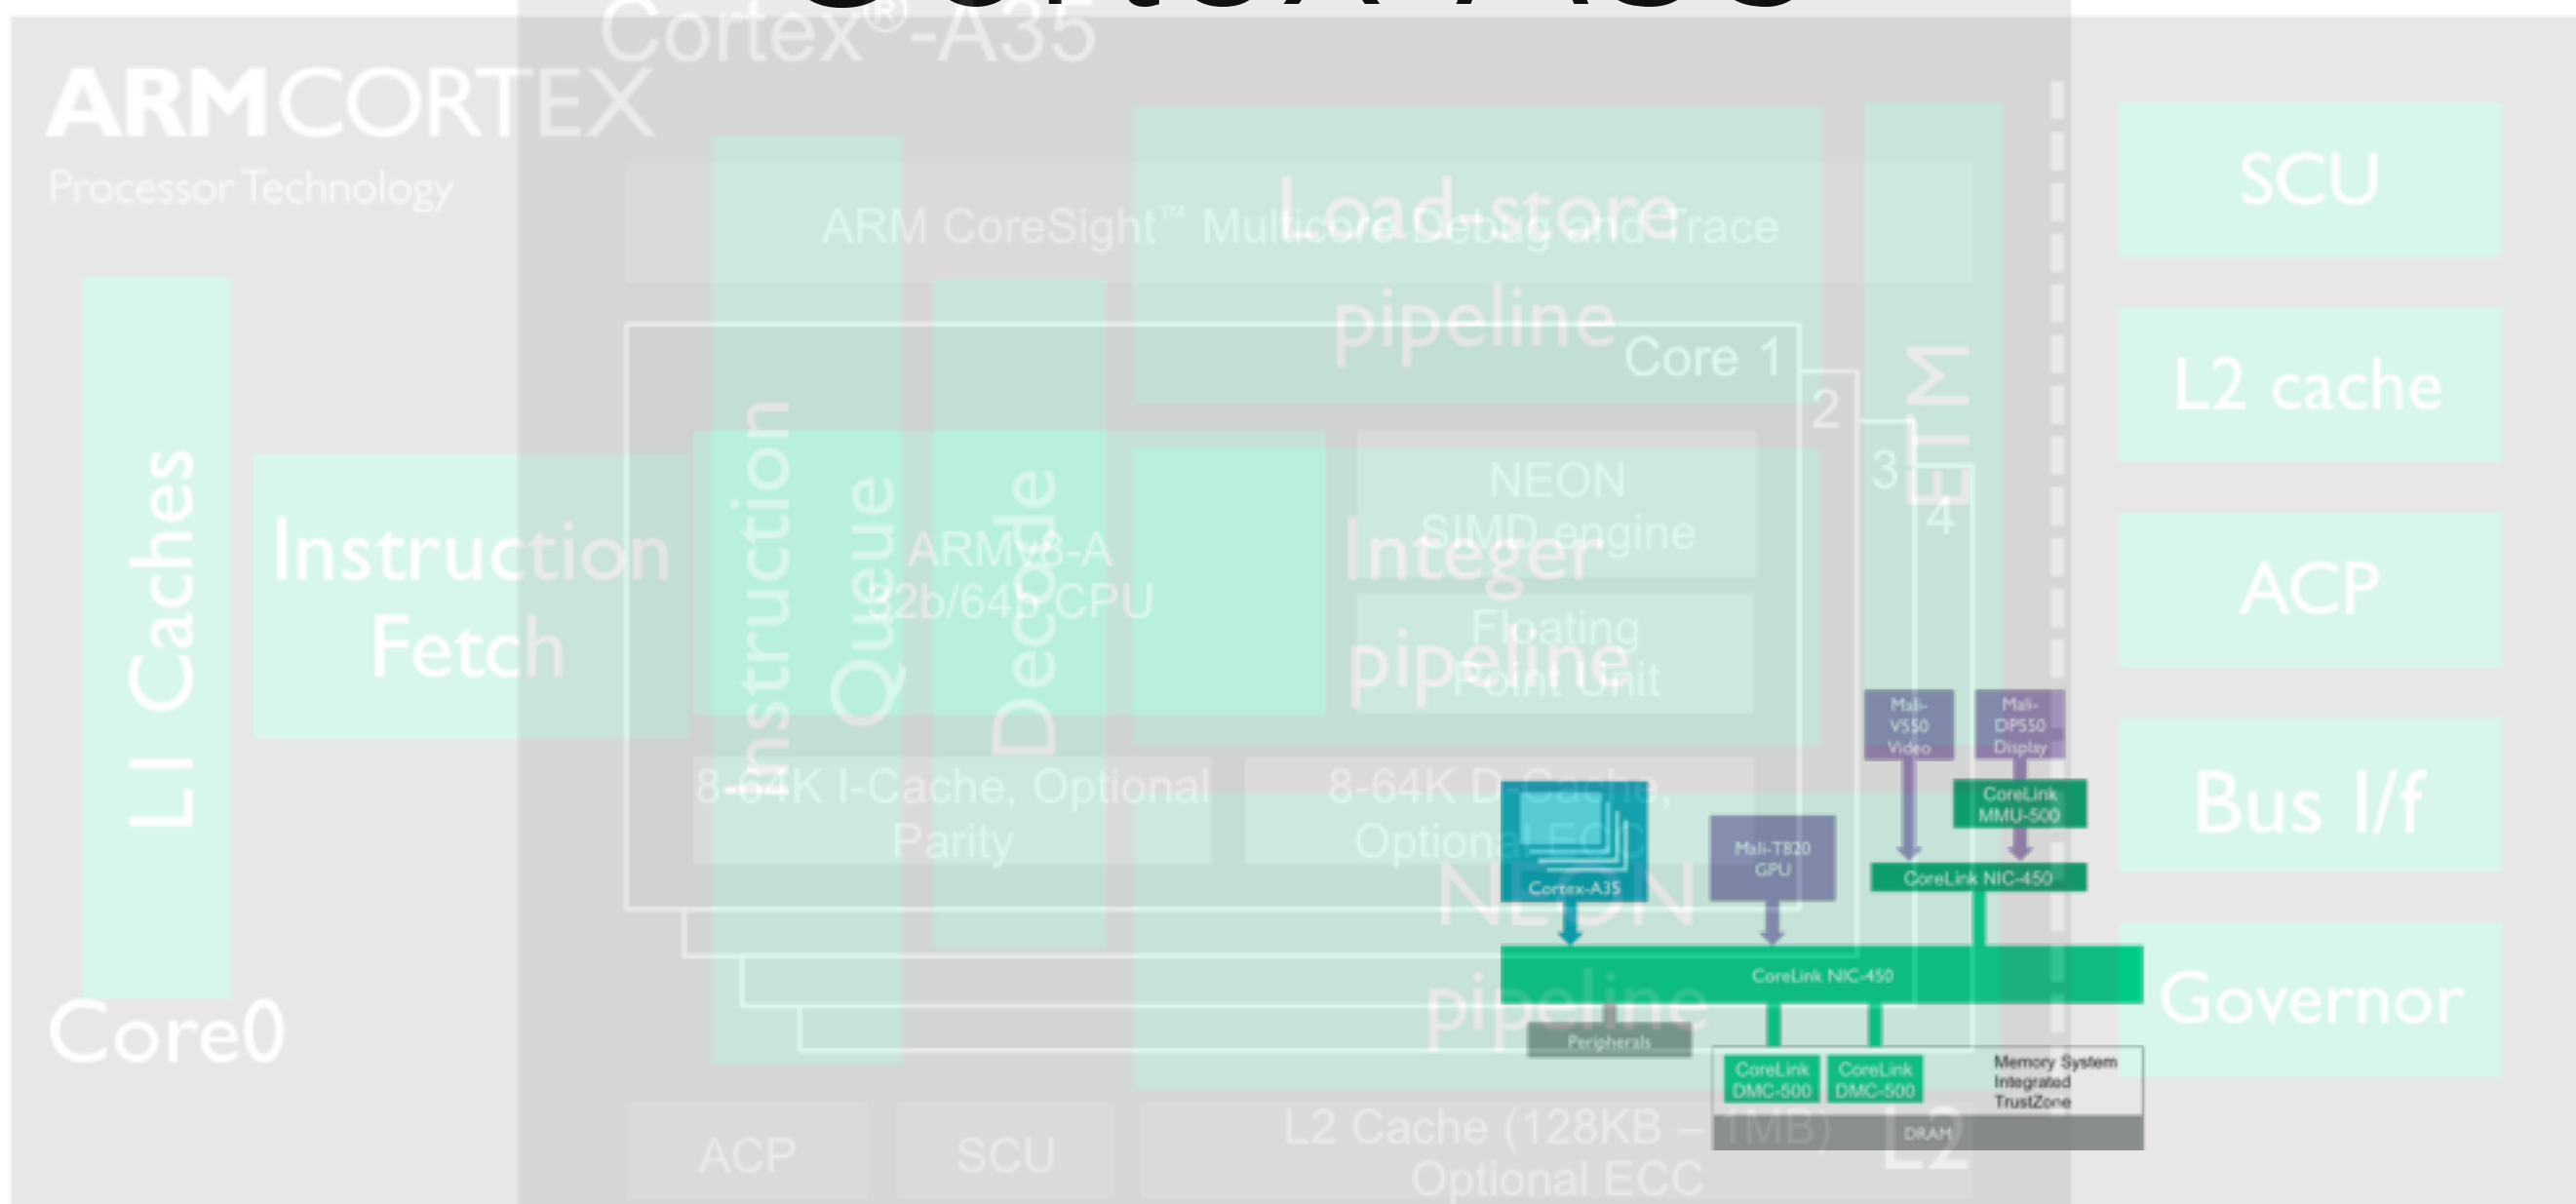 Cortex®-A35
ARMCORTEX
Processor Technology
ARM CoreSight™ Multicore Debug and Trace
Load-store
pipeline
Core 1
2
3
4
ETM
SCU
L2 cache
ACP
Bus I/f
Governor
L1 Caches
Instruction
Fetch
Instruction
Queue
Decode
ARMv8-A
32b/64b CPU
NEON
SIMD engine
Integer
pipeline
Floating
Point Unit
8-64K I-Cache, Optional
Parity
8-64K D-Cache,
Optional ECC
NEON
pipeline
Core0
Mali-
V550
Video
Mali-
DP550
Display
CoreLink
MMU-500
CoreLink NIC-450
Cortex-A35
Mali-T820
GPU
CoreLink NIC-450
Peripherals
CoreLink
DMC-500
CoreLink
DMC-500
Memory System
Integrated
TrustZone
DRAM
ACP
SCU
L2 Cache (128KB – 1MB)
Optional ECC
L2